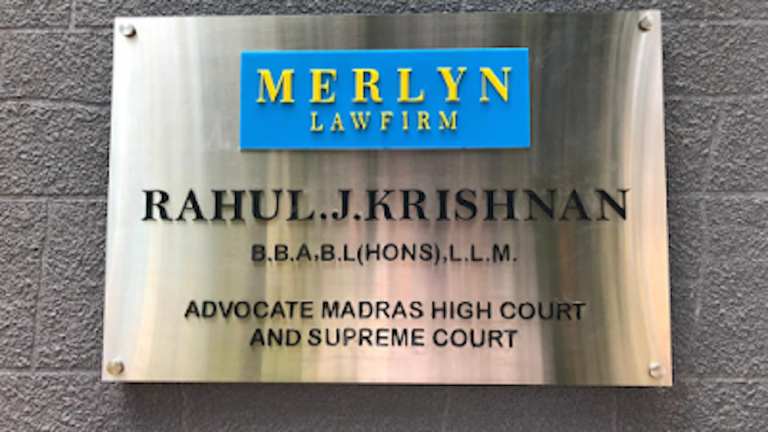 MERLYN
LAWFIRM
RAHUL.J.KRISHNAN
B.B.A,B.L(HONS),L.L.M.
ADVOCATE MADRAS HIGH COURT
AND SUPREME COURT